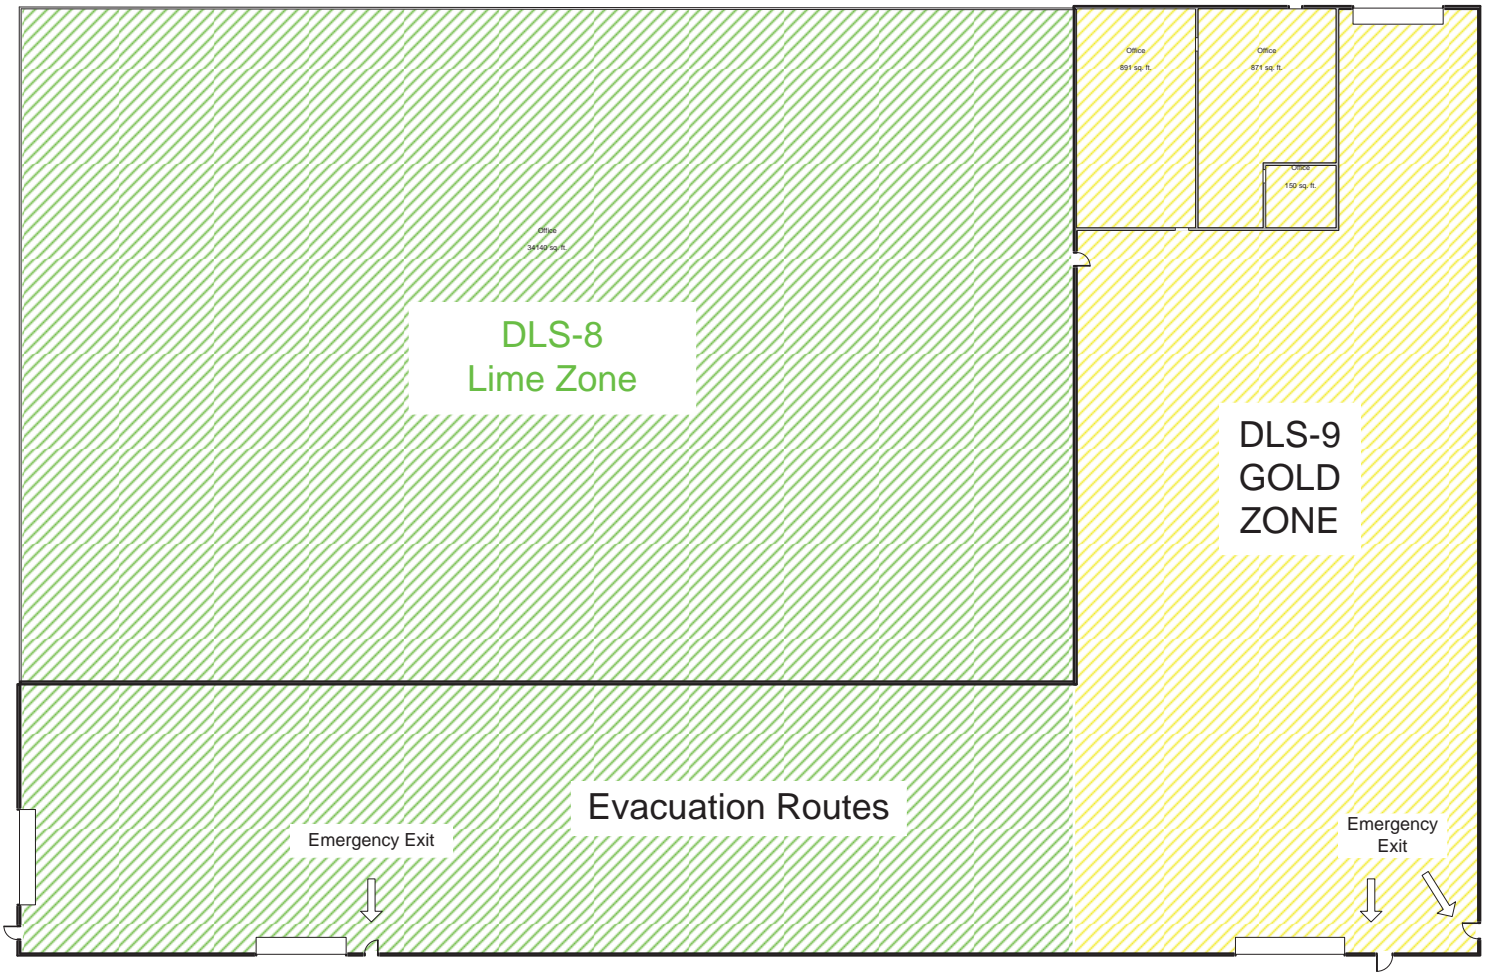 Office
891 sq. ft.
Office
871 sq. ft.
Office
150 sq. ft.
Office
34140 sq. ft.
DLS-8
Lime Zone
DLS-9
GOLD
ZONE
Evacuation Routes
Emergency Exit
Emergency
Exit